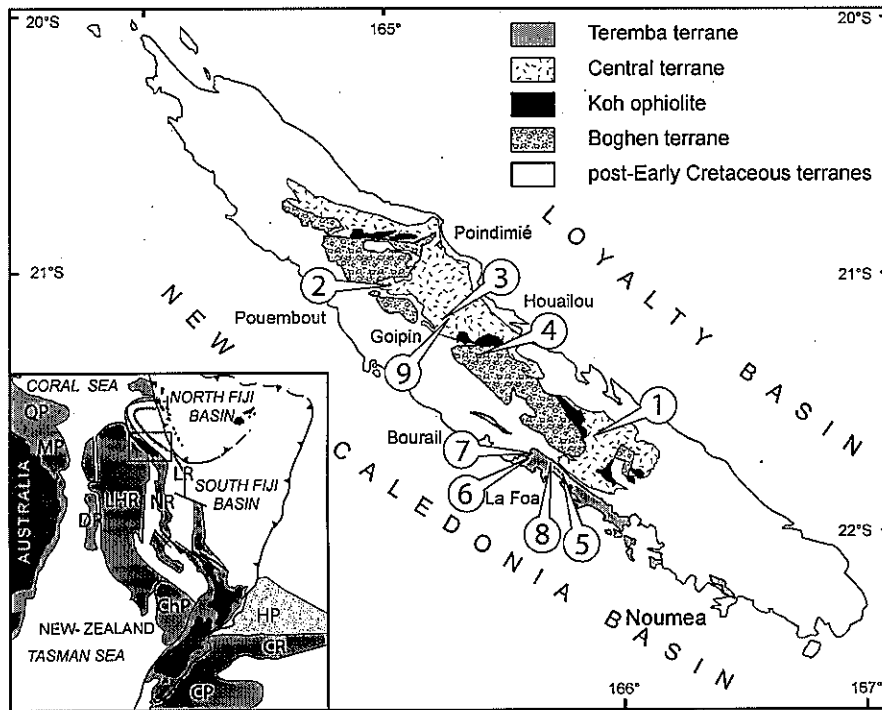 20°S
165°
20°S
Teremba terrane
Central terrane
Koh ophiolite
Boghen terrane
post-Early Cretaceous terranes
LOYALTY BASIN
Poindimié
21°S
21°S
3
2
Houaïlou
Pouembout
4
Goipin
9
NEW CALEDONIA BASIN
1
Bourail
7
6
La Foa
8
5
22°S
Noumea
166°
167°
CORAL SEA
QP
NORTH FIJI
BASIN
MP
LR
AUSTRALIA
LHR
NR
SOUTH FIJI
BASIN
DR
ChP
HP
NEW-ZEALAND
CR
TASMAN SEA
CP